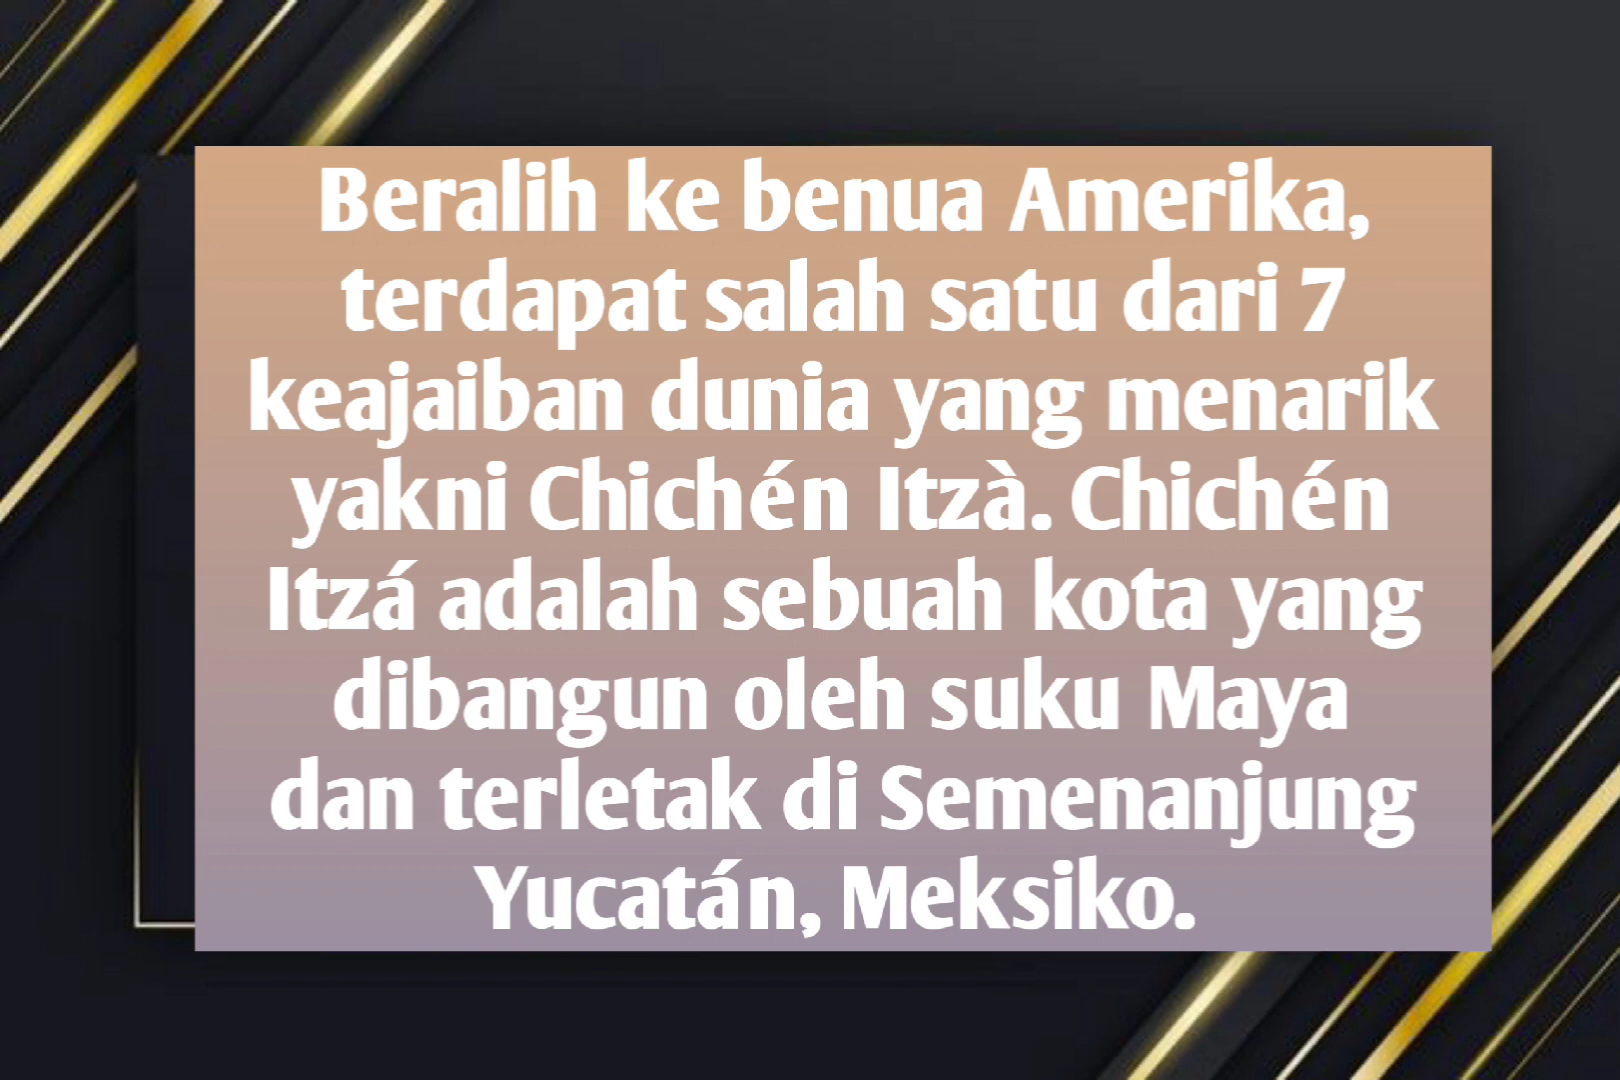 Beralih ke benua Amerika,
terdapat salah satu dari 7
keajaiban dunia yang menarik
yakni Chichén Itzà. Chichén
Itzá adalah sebuah kota yang
dibangun oleh suku Maya
dan terletak di Semenanjung
Yucatán, Meksiko.